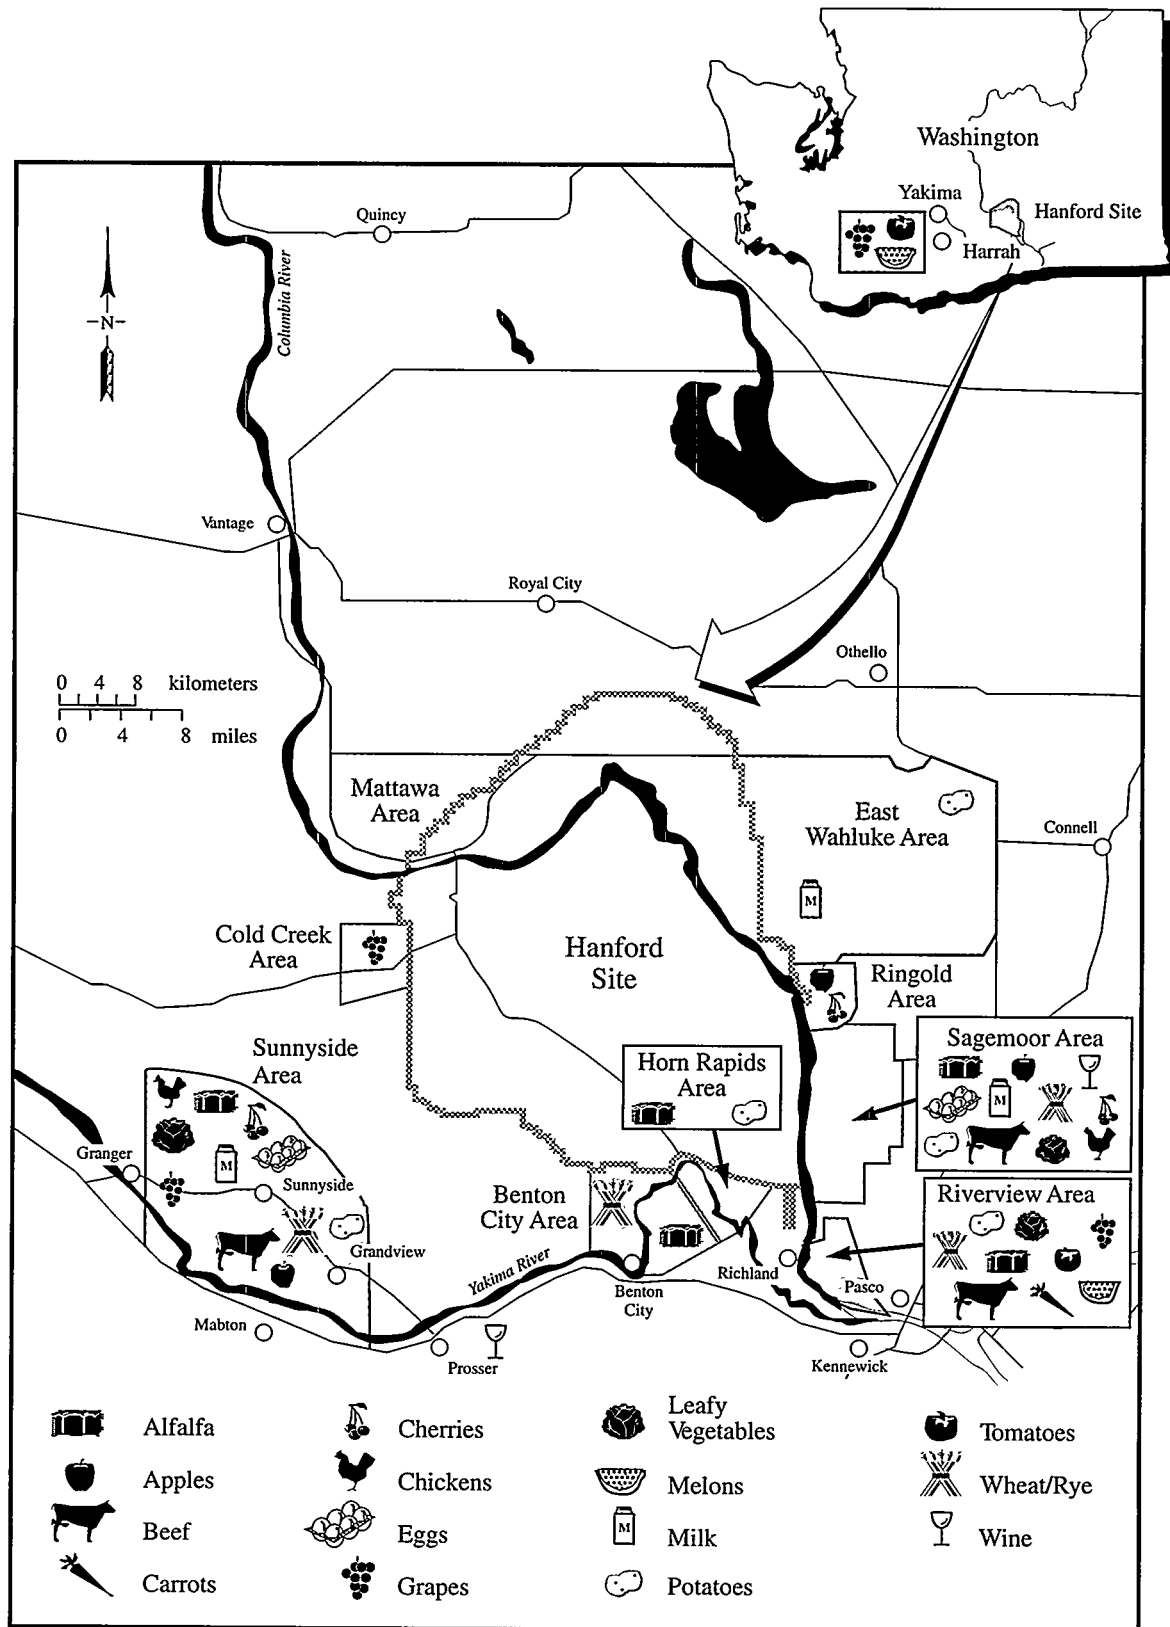 Washington
Yakima
Hanford Site
Harrah
Quincy
Columbia River
N
Vantage
Royal City
Othello
0 4 8 kilometers
0 4 8 miles
Mattawa
Area
East
Wahluke Area
Connell
M
Cold Creek
Area
Hanford
Site
Ringold
Area
Sagemoor Area
M
Sunnyside
Area
Horn Rapids
Area
Granger
M
Sunnyside
Benton
City Area
Riverview Area
Grandview
Yakima River
Richland
Benton
City
Pasco
Mabton
Prosser
Kennewick
Alfalfa
Cherries
Leafy
Vegetables
Tomatoes
Apples
Chickens
Melons
Wheat/Rye
Beef
Eggs
M
Milk
Wine
Carrots
Grapes
Potatoes